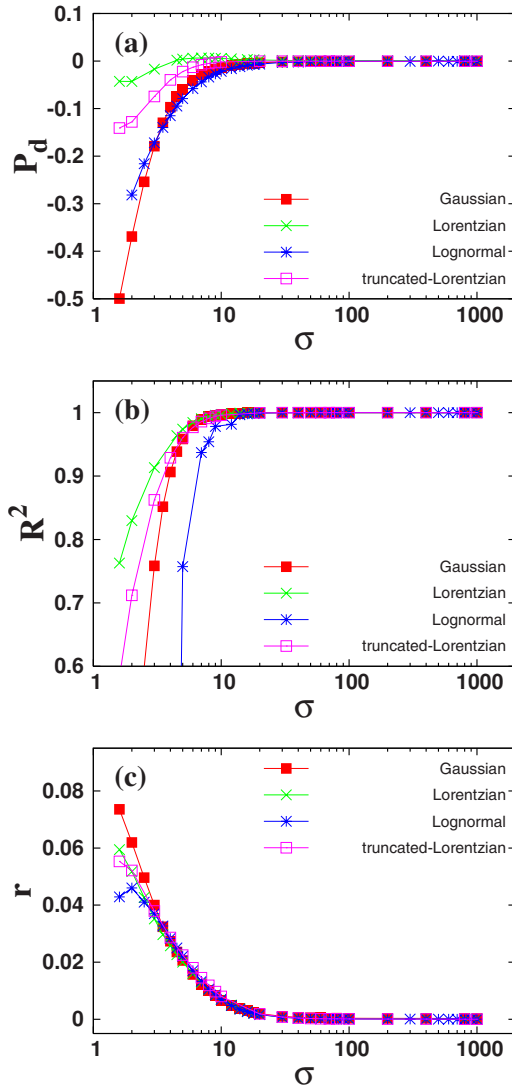 (a)
P_d
0
-0.1
-0.2
-0.3
-0.4
-0.5
Gaussian
Lorentzian
Lognormal
truncated-Lorentzian
1 10 100 1000
σ
(b)
R²
1
0.9
0.8
0.7
0.6
Gaussian
Lorentzian
Lognormal
truncated-Lorentzian
1 10 100 1000
σ
(c)
r
0.08
0.06
0.04
0.02
0
Gaussian
Lorentzian
Lognormal
truncated-Lorentzian
1 10 100 1000
σ